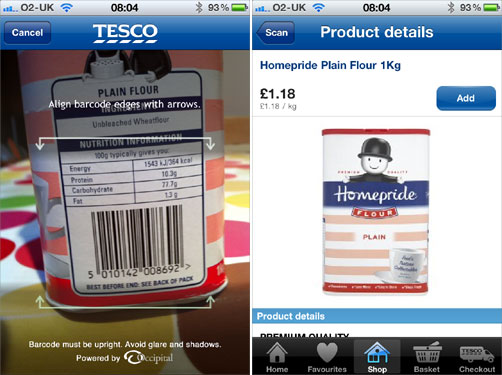 O2-UK 08:04 93%
Cancel TESCO
PLAIN FLOUR
Align barcode edges with arrows.
INGREDIENTS
Unbleached Wheatflour
NUTRITION INFORMATION
100g typically gives you:
Energy 1543 kJ/364 kcal
Protein 10.3g
Carbohydrate 77.7g
Fat 1.3g
5 010142 008692 >
BEST BEFORE END: SEE BACK OF PACK
Barcode must be upright. Avoid glare and shadows.
Powered by Occipital
O2-UK 08:04 93%
Scan Product details
Homepride Plain Flour 1Kg
£1.18
£1.18 / kg
Add
PREMIUM QUALITY
Homepride
FLOUR
PLAIN
Product details
PREMIUM QUALITY
Home Favourites Shop Basket Checkout